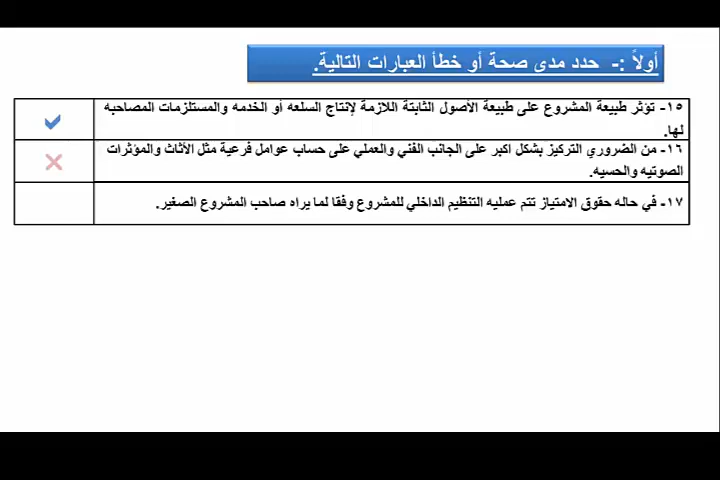 أولاً :- حدد مدى صحة أو خطأ العبارات التالية.
١٥- تؤثر طبيعة المشروع على طبيعة الأصول الثابتة اللازمة لإنتاج السلعه أو الخدمه والمستلزمات المصاحبه
لها.
١٦- من الضروري التركيز بشكل اكبر على الجانب الفني والعملي على حساب عوامل فرعية مثل الأثاث والمؤثرات
الصوتيه والحسيه.
١٧- في حاله حقوق الامتياز تتم عمليه التنظيم الداخلي للمشروع وفقا لما يراه صاحب المشروع الصغير.